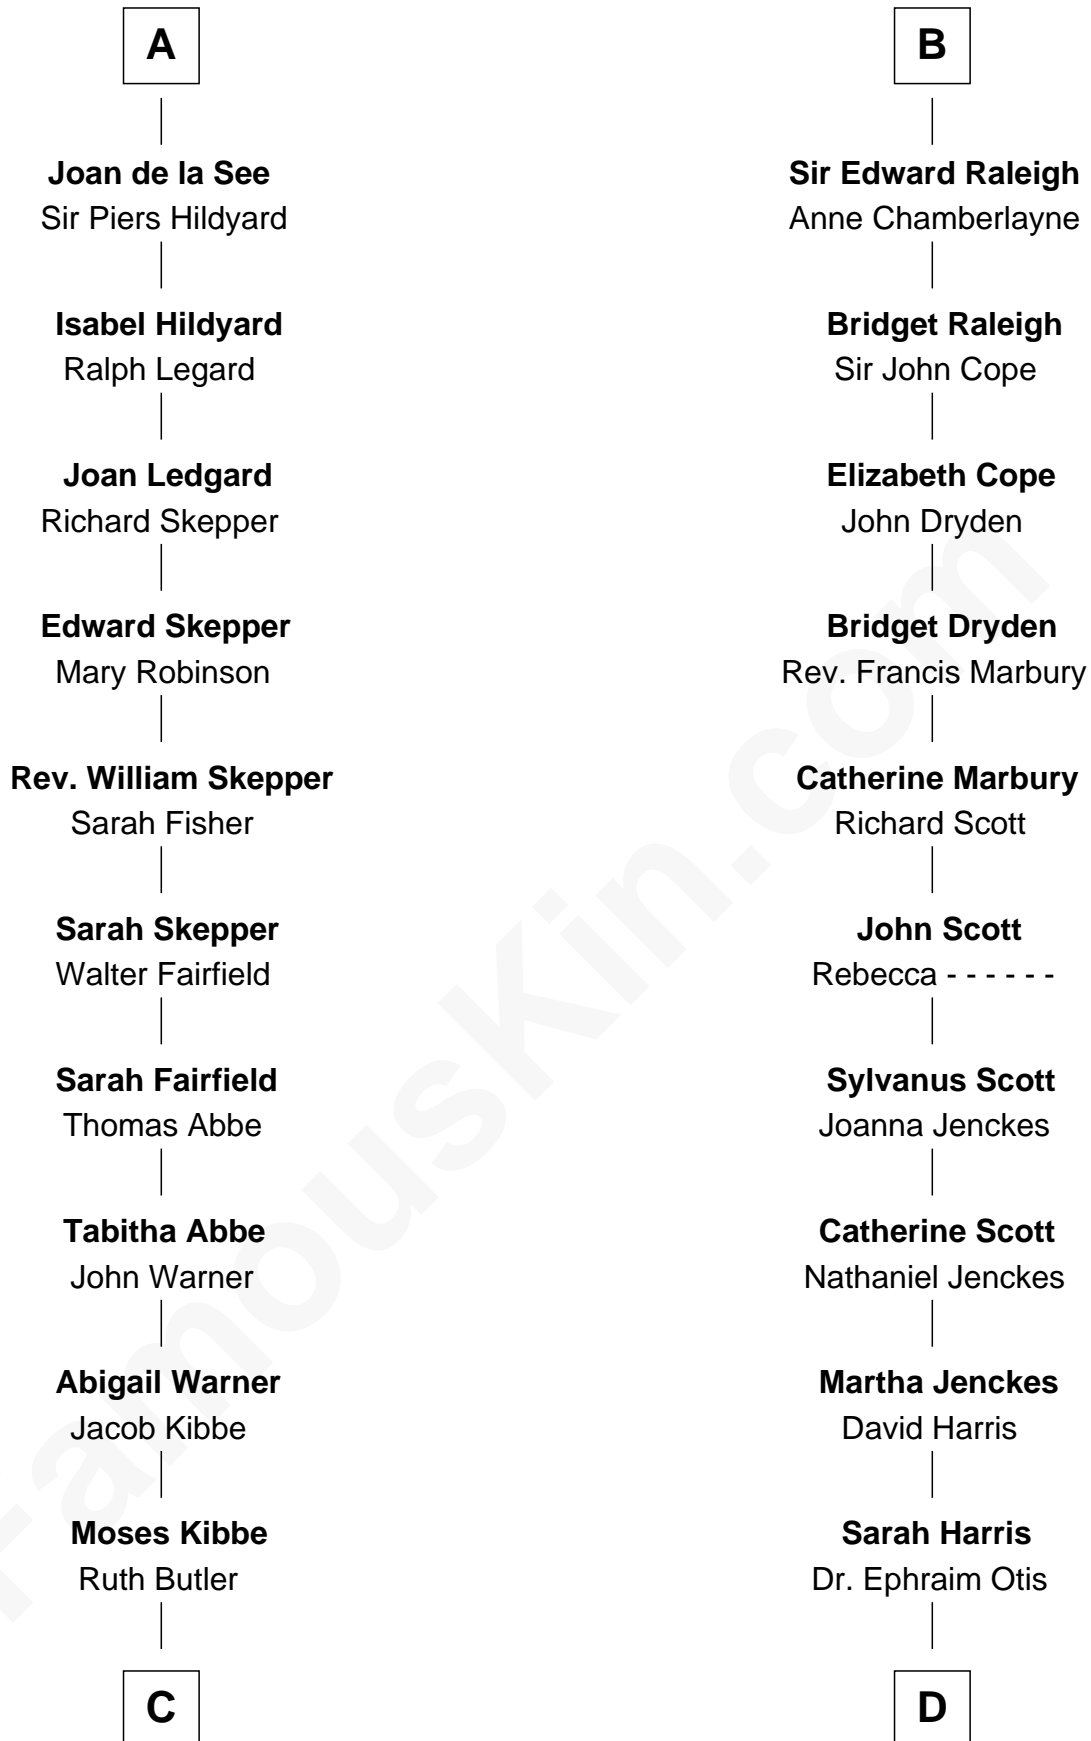 A
Joan de la See
Sir Piers Hildyard
Isabel Hildyard
Ralph Legard
Joan Ledgard
Richard Skepper
Edward Skepper
Mary Robinson
Rev. William Skepper
Sarah Fisher
Sarah Skepper
Walter Fairfield
Sarah Fairfield
Thomas Abbe
Tabitha Abbe
John Warner
Abigail Warner
Jacob Kibbe
Moses Kibbe
Ruth Butler
C
B
Sir Edward Raleigh
Anne Chamberlayne
Bridget Raleigh
Sir John Cope
Elizabeth Cope
John Dryden
Bridget Dryden
Rev. Francis Marbury
Catherine Marbury
Richard Scott
John Scott
Rebecca - - - - - -
Sylvanus Scott
Joanna Jenckes
Catherine Scott
Nathaniel Jenckes
Martha Jenckes
David Harris
Sarah Harris
Dr. Ephraim Otis
D
FamousKin.com